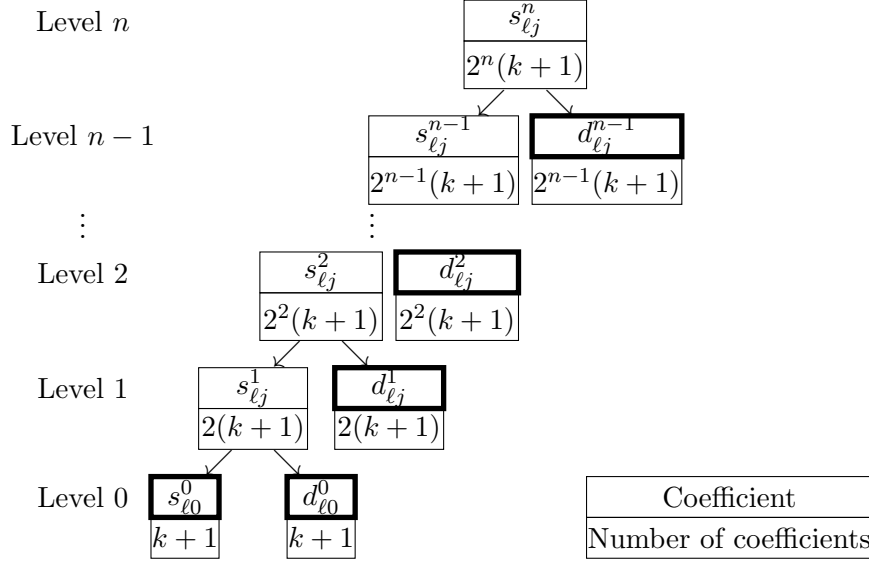 Level n
s^n_{ℓj}
2^n(k + 1)
Level n − 1
s^{n−1}_{ℓj} d^{n−1}_{ℓj}
2^{n−1}(k + 1) 2^{n−1}(k + 1)
⋮ ⋮
Level 2
s^2_{ℓj} d^2_{ℓj}
2^2(k + 1) 2^2(k + 1)
Level 1
s^1_{ℓj} d^1_{ℓj}
2(k + 1) 2(k + 1)
Level 0
s^0_{ℓ0} d^0_{ℓ0}
k + 1 k + 1
Coefficient
Number of coefficients